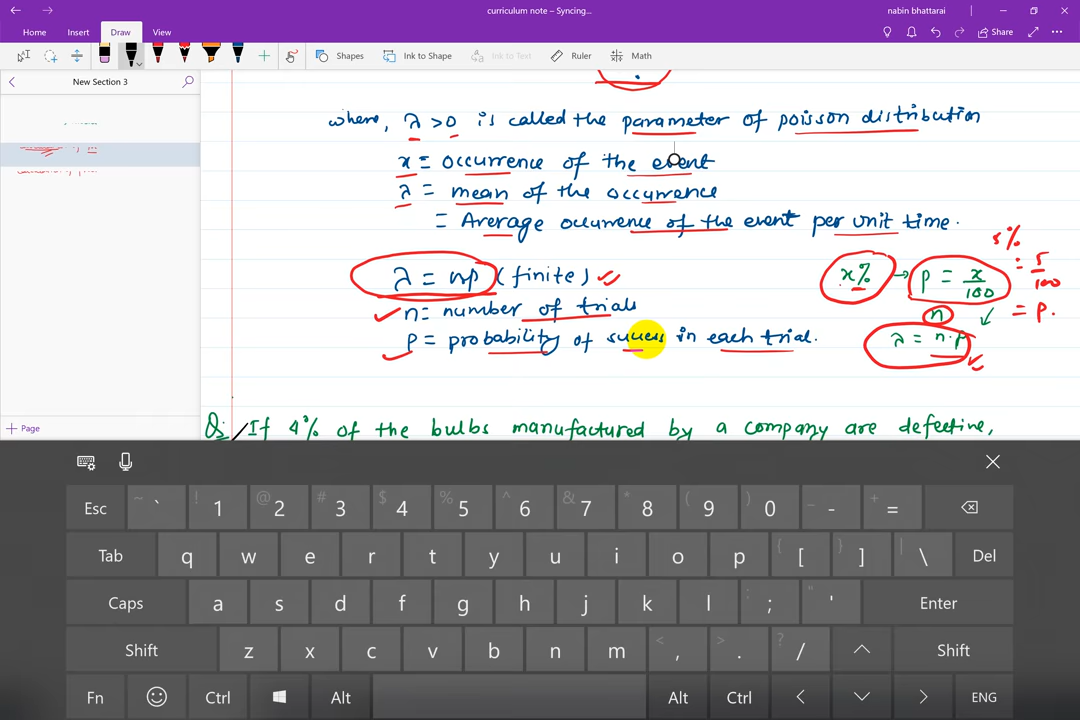 curriculum note – Syncing...
nabin bhattarai
Home Insert Draw View
Share
Shapes Ink to Shape Ink to Text Ruler Math
New Section 3
where, λ >0 is called the parameter of poisson distribution
x = occurrence of the event
λ = mean of the occurrence
= Average occurrence of the event per unit time.
λ = np (finite)
n = number of trials
p = probability of success in each trial.
x% → p = x/100
n
λ = n.p
5%
= 5/100
= P.
Page
Q: If 4% of the bulbs manufactured by a company are defective,
Esc ~ ` ! 1 @ 2 # 3 $ 4 % 5 ^ 6 & 7 * 8 ( 9 ) 0 _ - + =
Tab q w e r t y u i o p { [ } ] | \ Del
Caps a s d f g h j k l : ; " ' Enter
Shift z x c v b n m < , > . ? / Shift
Fn Ctrl Alt Alt Ctrl ENG